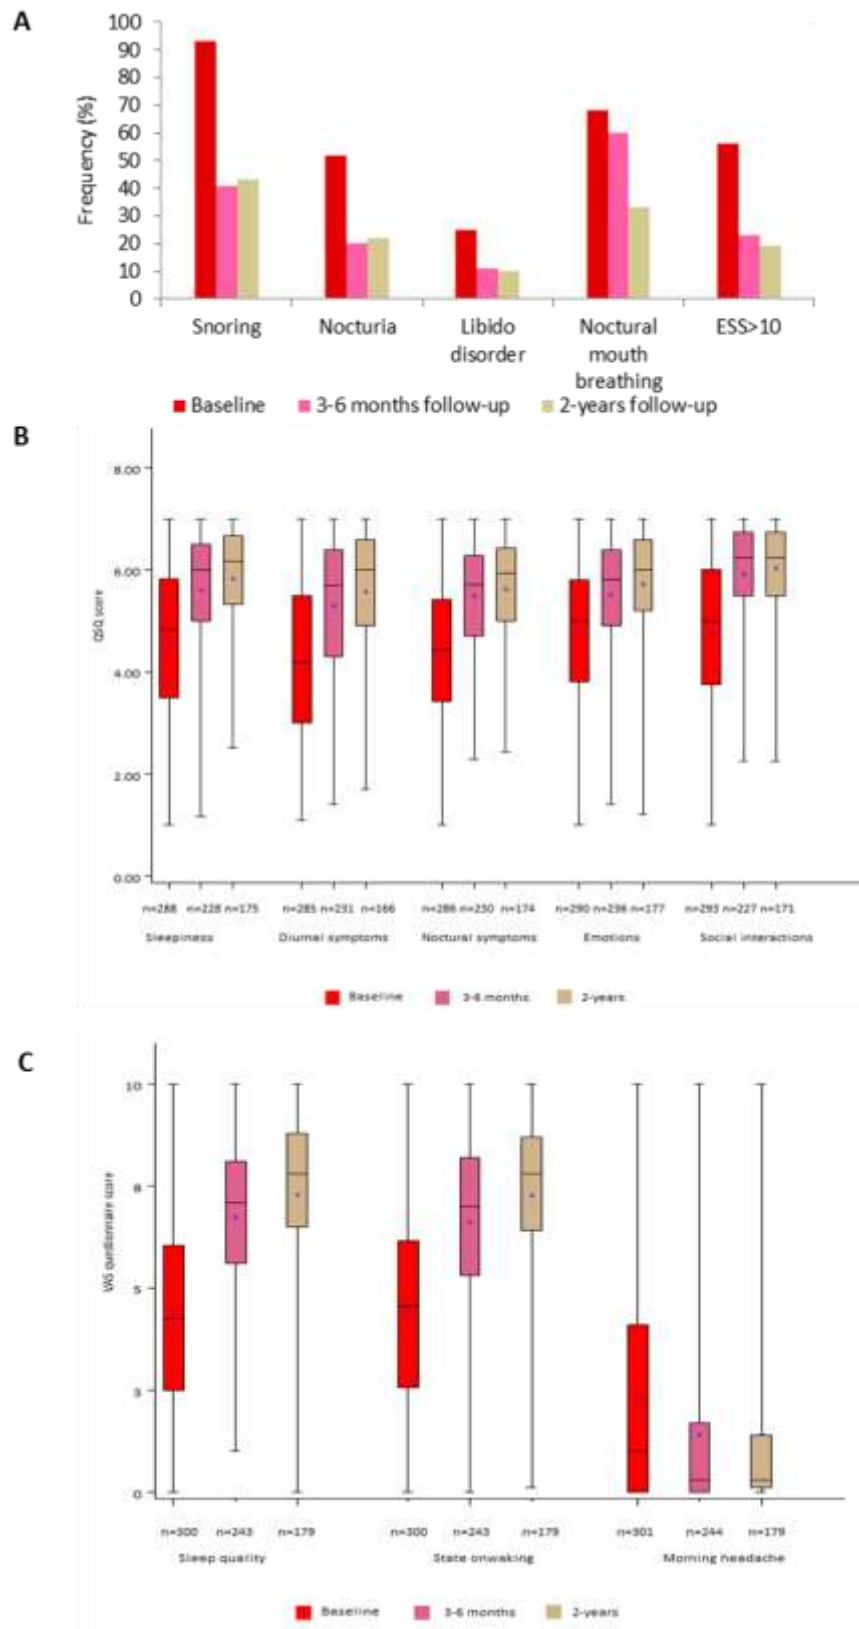 A
100
90
80
70
60
50
40
30
20
10
0
Frequency (%)
Snoring Nocturia Libido disorder Noctural mouth breathing ESS>10
Baseline 3-6 months follow-up 2-years follow-up
B
8.00
6.00
4.00
2.00
0.00
QSQ score
n=288 n=228 n=175 n=285 n=231 n=166 n=286 n=230 n=174 n=290 n=236 n=177 n=293 n=227 n=171
Sleepiness Diurnal symptoms Noctural symptoms Emotions Social interactions
Baseline 3-6 months 2-years
C
10
8
5
3
0
VAS questionnaire score
n=300 n=243 n=179 n=300 n=243 n=179 n=301 n=244 n=179
Sleep quality State onwaking Morning headache
Baseline 3-6 months 2-years